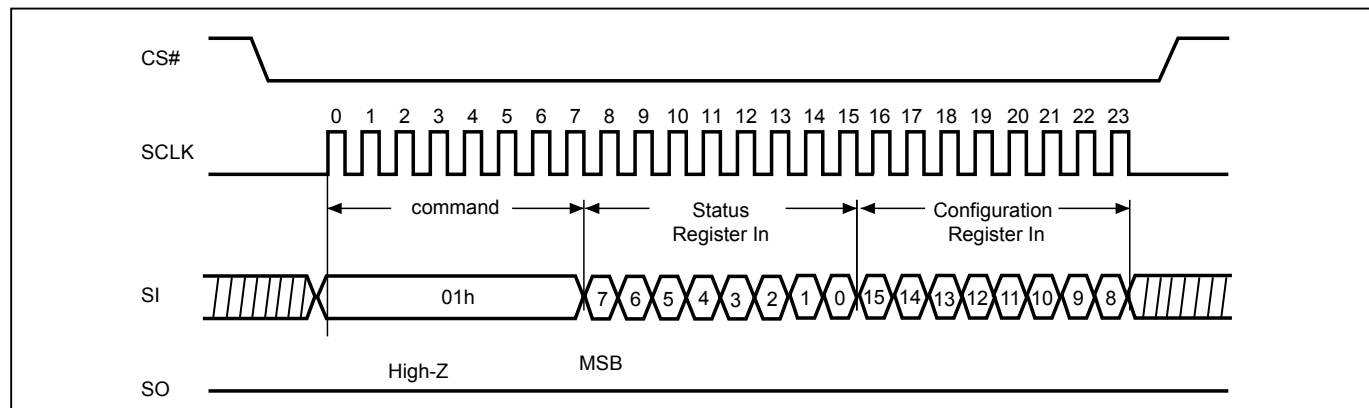 CS#
0 1 2 3 4 5 6 7 8 9 10 11 12 13 14 15 16 17 18 19 20 21 22 23
SCLK
command
Status
Register In
Configuration
Register In
SI
01h
7 6 5 4 3 2 1 0 15 14 13 12 11 10 9 8
High-Z
MSB
SO